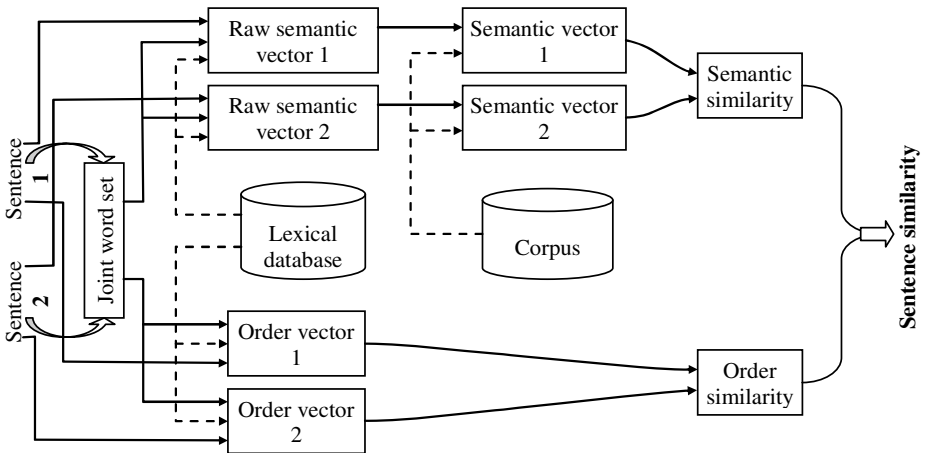 Raw semantic
vector 1
Semantic vector
1
Semantic
similarity
Raw semantic
vector 2
Semantic vector
2
Sentence
1
Joint word set
Sentence
2
Lexical
database
Corpus
Sentence similarity
Order vector
1
Order vector
2
Order
similarity